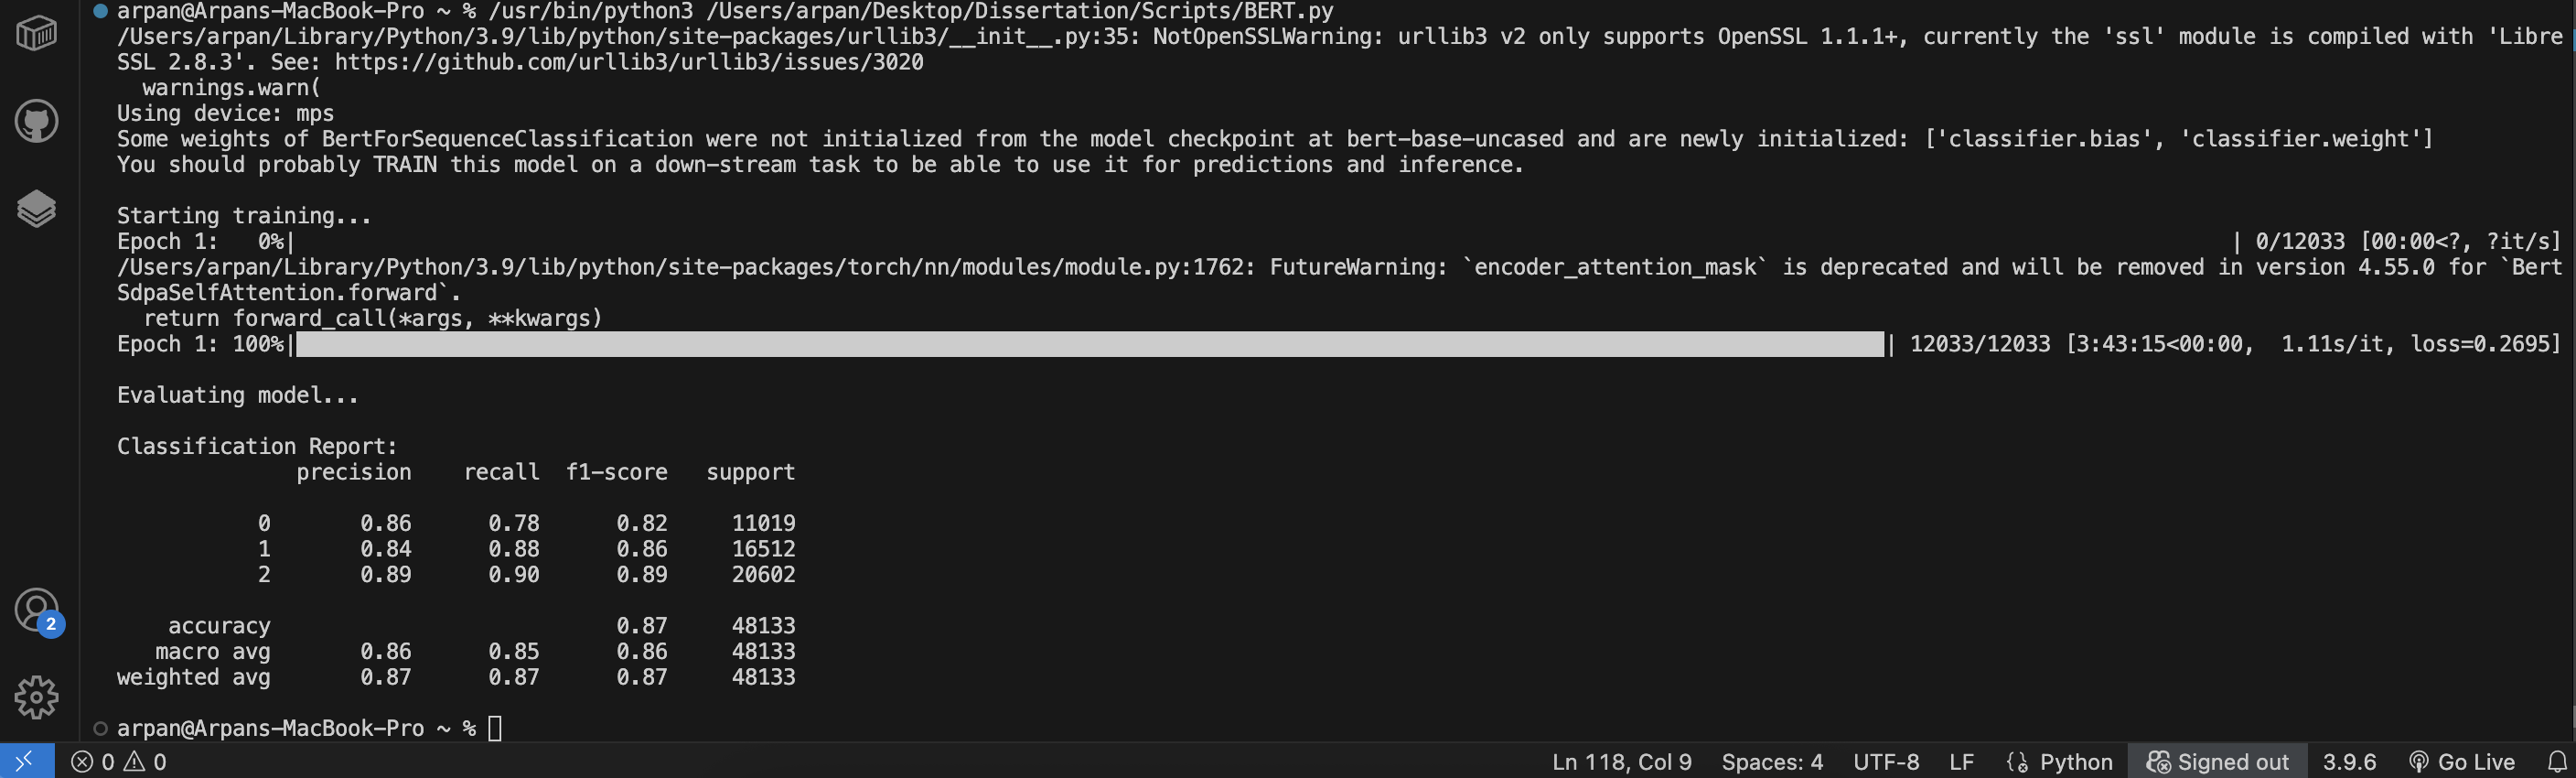 arpan@Arpans-MacBook-Pro ~ % /usr/bin/python3 /Users/arpan/Desktop/Dissertation/Scripts/BERT.py
/Users/arpan/Library/Python/3.9/lib/python/site-packages/urllib3/__init__.py:35: NotOpenSSLWarning: urllib3 v2 only supports OpenSSL 1.1.1+, currently the 'ssl' module is compiled with 'Libre
SSL 2.8.3'. See: https://github.com/urllib3/urllib3/issues/3020
  warnings.warn(
Using device: mps
Some weights of BertForSequenceClassification were not initialized from the model checkpoint at bert-base-uncased and are newly initialized: ['classifier.bias', 'classifier.weight']
You should probably TRAIN this model on a down-stream task to be able to use it for predictions and inference.
Starting training...
Epoch 1:   0%| | 0/12033 [00:00<?, ?it/s]
/Users/arpan/Library/Python/3.9/lib/python/site-packages/torch/nn/modules/module.py:1762: FutureWarning: `encoder_attention_mask` is deprecated and will be removed in version 4.55.0 for `Bert
SdpaSelfAttention.forward`.
  return forward_call(*args, **kwargs)
Epoch 1: 100%| | 12033/12033 [3:43:15<00:00,  1.11s/it, loss=0.2695]
Evaluating model...
Classification Report:
              precision    recall  f1-score   support
           0       0.86      0.78      0.82     11019
           1       0.84      0.88      0.86     16512
           2       0.89      0.90      0.89     20602
    accuracy                           0.87     48133
   macro avg       0.86      0.85      0.86     48133
weighted avg       0.87      0.87      0.87     48133
arpan@Arpans-MacBook-Pro ~ %
2
0 0 Ln 118, Col 9 Spaces: 4 UTF-8 LF Python Signed out 3.9.6 Go Live